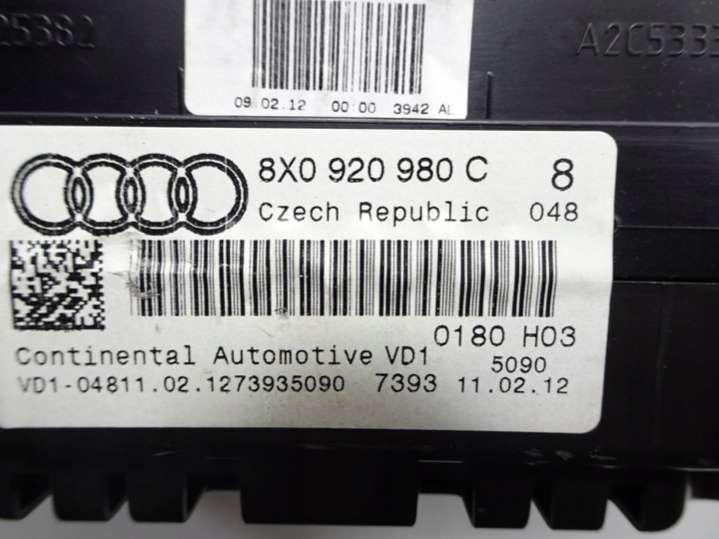 25382
A2C5333
09.02.12 00:00 3942 AL
8X0 920 980 C 8
Czech Republic 048
0180 H03
Continental Automotive VD1 5090
VD1-04811.02.1273935090 7393 11.02.12